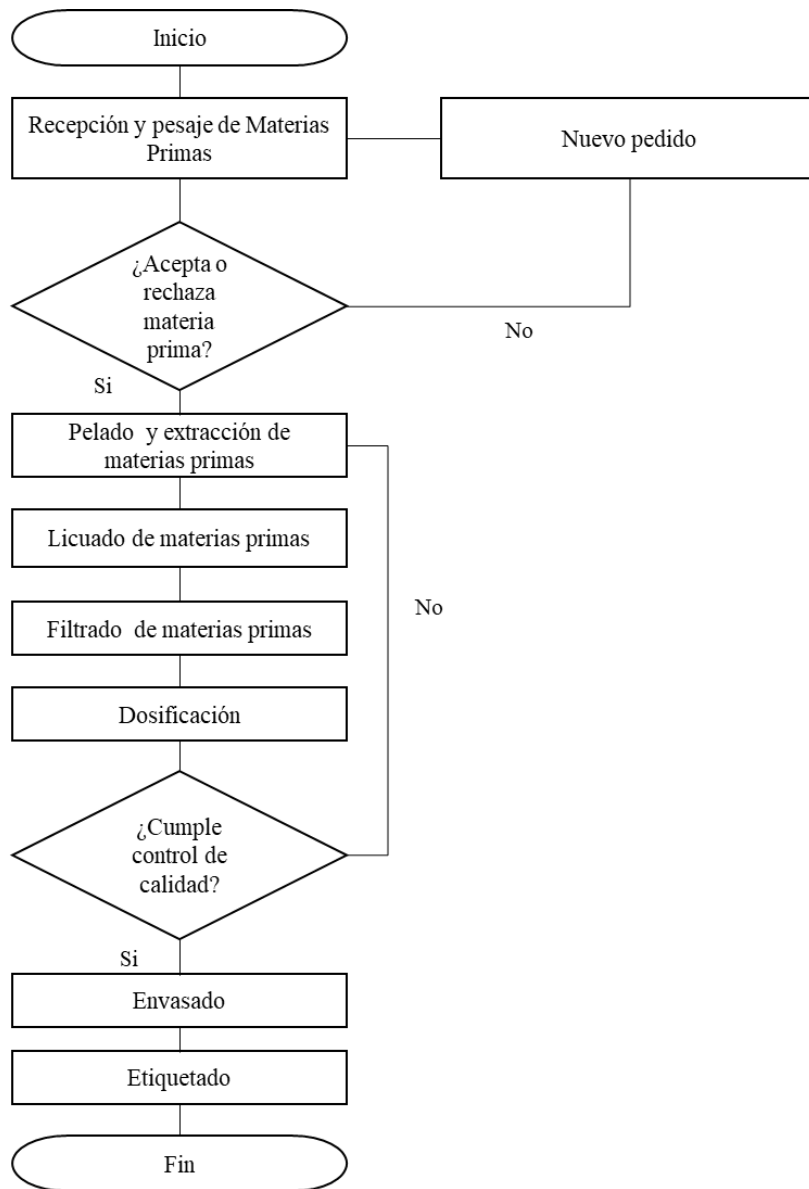 Inicio
Recepción y pesaje de Materias
Primas
Nuevo pedido
¿Acepta o
rechaza
materia
prima?
No
Si
Pelado y extracción de
materias primas
Licuado de materias primas
No
Filtrado de materias primas
Dosificación
¿Cumple
control de
calidad?
Si
Envasado
Etiquetado
Fin